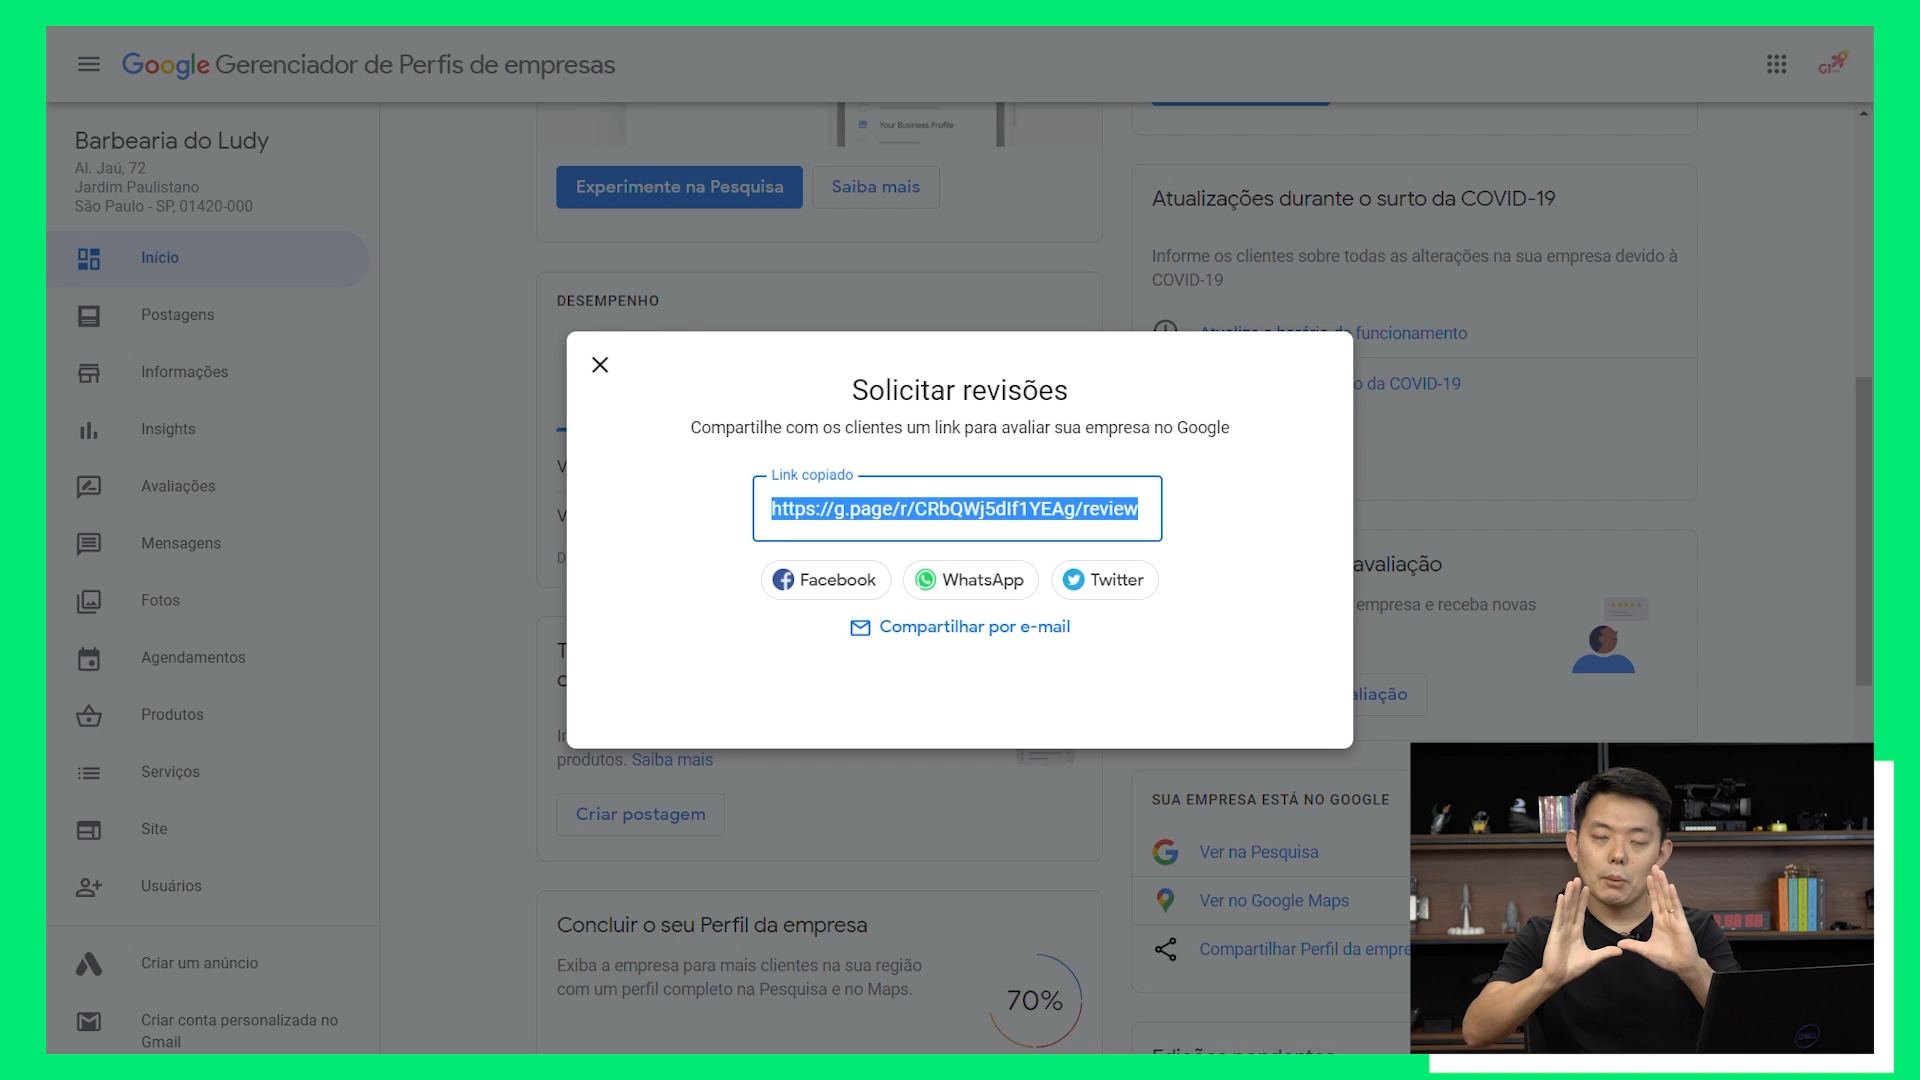 Google Gerenciador de Perfis de empresas
Barbearia do Ludy
Al. Jaú, 72
Jardim Paulistano
São Paulo - SP, 01420-000
Início
Postagens
Informações
Insights
Avaliações
Mensagens
Fotos
Agendamentos
Produtos
Serviços
Site
Usuários
Criar um anúncio
Criar conta personalizada no
Gmail
Your Business Profile
Experimente na Pesquisa
Saiba mais
DESEMPENHO
Solicitar revisões
Compartilhe com os clientes um link para avaliar sua empresa no Google
Link copiado
https://g.page/r/CRbQWj5dIf1YEAg/review
Facebook
WhatsApp
Twitter
Compartilhar por e-mail
produtos. Saiba mais
Criar postagem
Concluir o seu Perfil da empresa
Exiba a empresa para mais clientes na sua região
com um perfil completo na Pesquisa e no Maps.
70%
Atualizações durante o surto da COVID-19
Informe os clientes sobre todas as alterações na sua empresa devido à
COVID-19
funcionamento
da COVID-19
avaliação
empresa e receba novas
SUA EMPRESA ESTÁ NO GOOGLE
Ver na Pesquisa
Ver no Google Maps
Compartilhar Perfil da empre
DELL